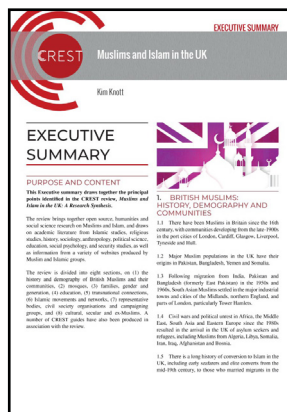 EXECUTIVE SUMMARY
CREST
Muslims and Islam in the UK
Kim Knott
EXECUTIVE
SUMMARY
PURPOSE AND CONTENT
This Executive summary draws together the principal
points identified in the CREST review, Muslims and
Islam in the UK: A Research Synthesis.
The review brings together open source, humanities and
social science research on Muslims and Islam, and draws
on academic literature from Islamic studies, religious
studies, history, sociology, anthropology, political science,
education, social psychology, and security studies, as well
as information from a variety of websites produced by
Muslim and Islamic groups.
The review is divided into eight sections, on (1) the
history and demography of British Muslims and their
communities, (2) mosques, (3) families, gender and
generation, (4) education, (5) transnational connections,
(6) Islamic movements and networks, (7) representative
bodies, civil society organisations and campaigning
groups, and (8) cultural, secular and ex-Muslims. A
number of CREST guides have also been produced in
association with the review.
1. BRITISH MUSLIMS:
HISTORY, DEMOGRAPHY AND
COMMUNITIES
1.1 There have been Muslims in Britain since the 16th
century, with communities developing from the late-1900s
in the port cities of London, Cardiff, Glasgow, Liverpool,
Tyneside and Hull.
1.2 Major Muslim populations in the UK have their
origins in Pakistan, Bangladesh, Yemen and Somalia.
1.3 Following migration from India, Pakistan and
Bangladesh (formerly East Pakistan) in the 1950s and
1960s, South Asian Muslims settled in the major industrial
towns and cities of the Midlands, northern England, and
parts of London, particularly Tower Hamlets.
1.4 Civil wars and political unrest in Africa, the Middle
East, South Asia and Eastern Europe since the 1980s
resulted in the arrival in the UK of asylum seekers and
refugees, including Muslims from Algeria, Libya, Somalia,
Iran, Iraq, Afghanistan and Bosnia.
1.5 There is a long history of conversion to Islam in the
UK, including early seekers and elite converts from the
mid-19th century, to those who married migrants in the